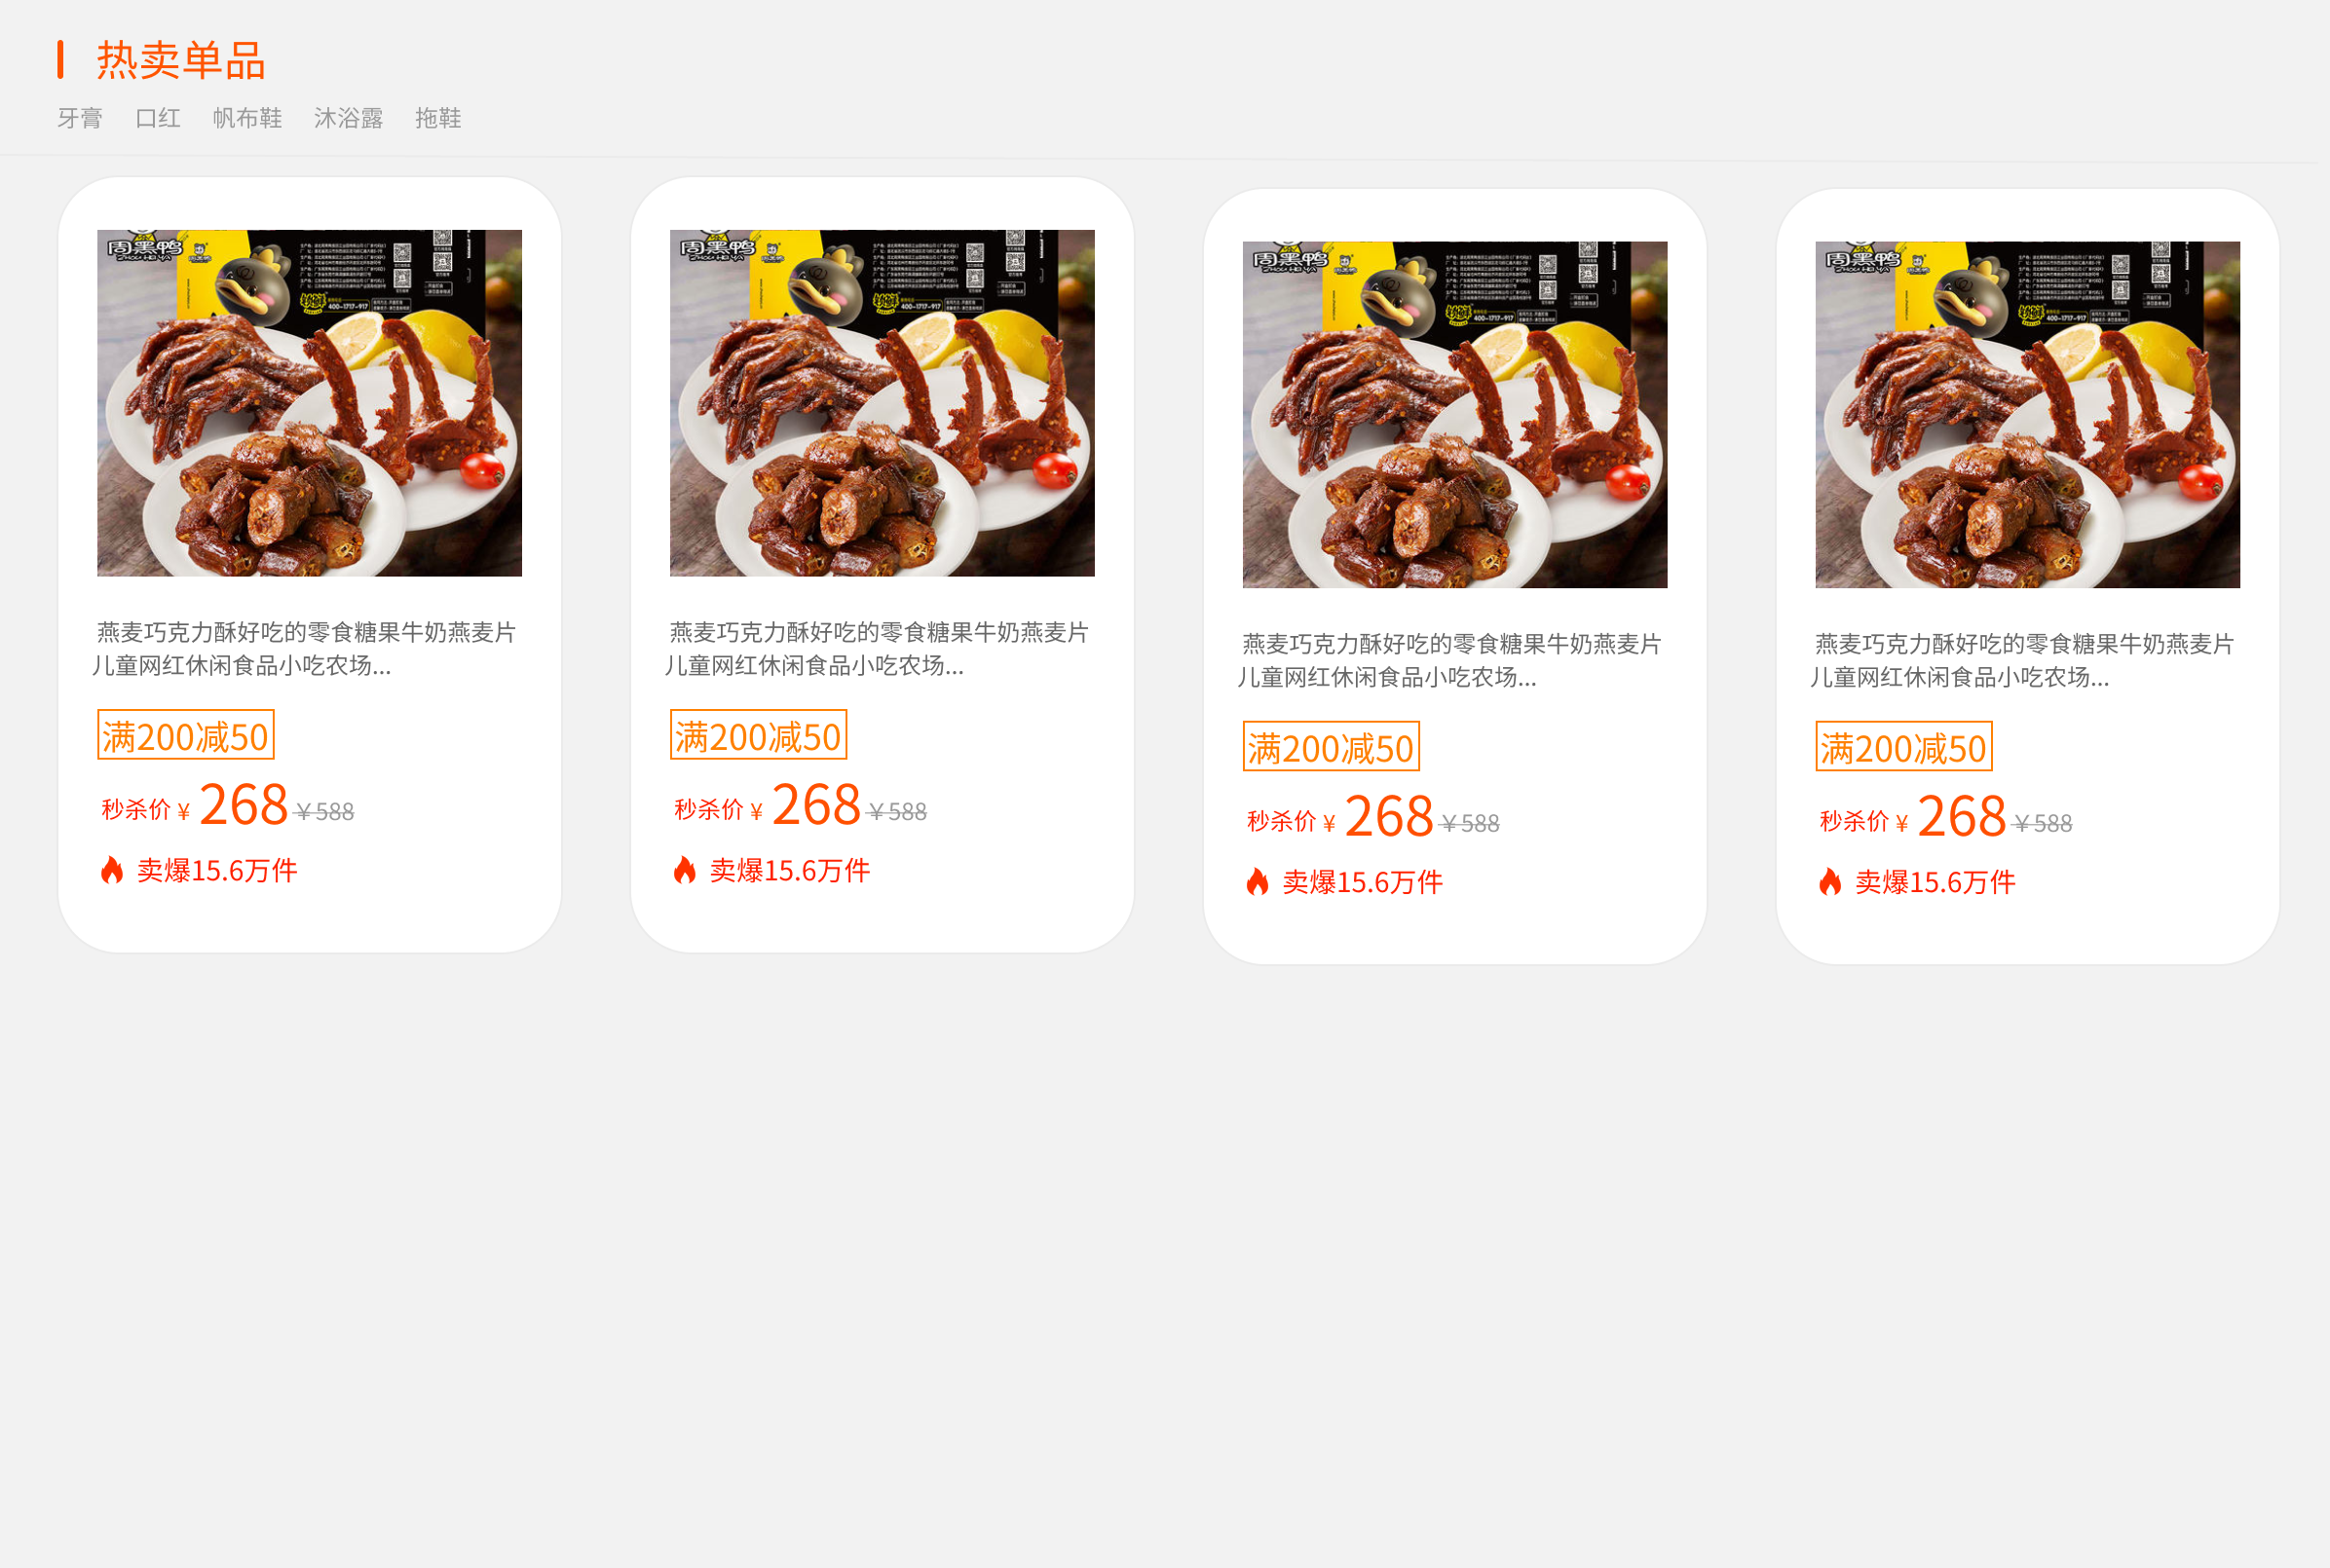 热卖单品
牙膏 口红 帆布鞋 沐浴露 拖鞋
周黑鸭
ZHOU HEI YA
400-1717-917
燕麦巧克力酥好吃的零食糖果牛奶燕麦片
儿童网红休闲食品小吃农场...
满200减50
秒杀价 ¥ 268 ¥588
卖爆15.6万件
周黑鸭
ZHOU HEI YA
400-1717-917
燕麦巧克力酥好吃的零食糖果牛奶燕麦片
儿童网红休闲食品小吃农场...
满200减50
秒杀价 ¥ 268 ¥588
卖爆15.6万件
周黑鸭
ZHOU HEI YA
400-1717-917
燕麦巧克力酥好吃的零食糖果牛奶燕麦片
儿童网红休闲食品小吃农场...
满200减50
秒杀价 ¥ 268 ¥588
卖爆15.6万件
周黑鸭
ZHOU HEI YA
400-1717-917
燕麦巧克力酥好吃的零食糖果牛奶燕麦片
儿童网红休闲食品小吃农场...
满200减50
秒杀价 ¥ 268 ¥588
卖爆15.6万件